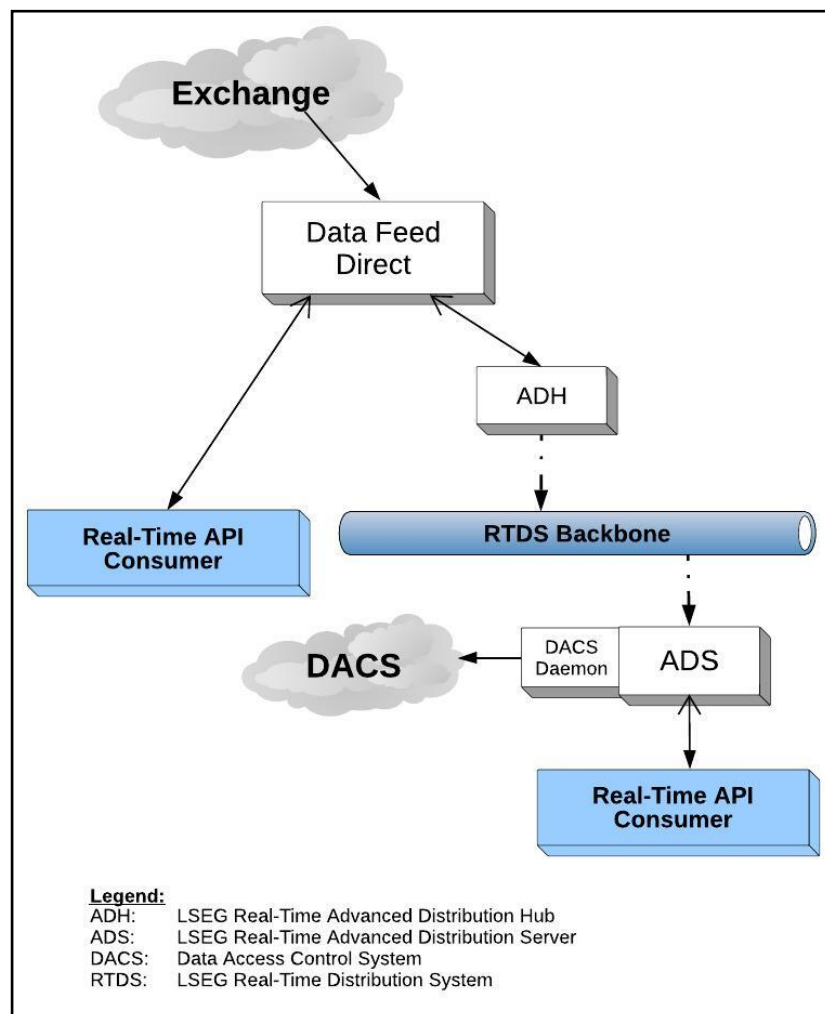 Exchange
Data Feed
Direct
ADH
Real-Time API
Consumer
RTDS Backbone
DACS
DACS
Daemon
ADS
Real-Time API
Consumer
Legend:
ADH: LSEG Real-Time Advanced Distribution Hub
ADS: LSEG Real-Time Advanced Distribution Server
DACS: Data Access Control System
RTDS: LSEG Real-Time Distribution System